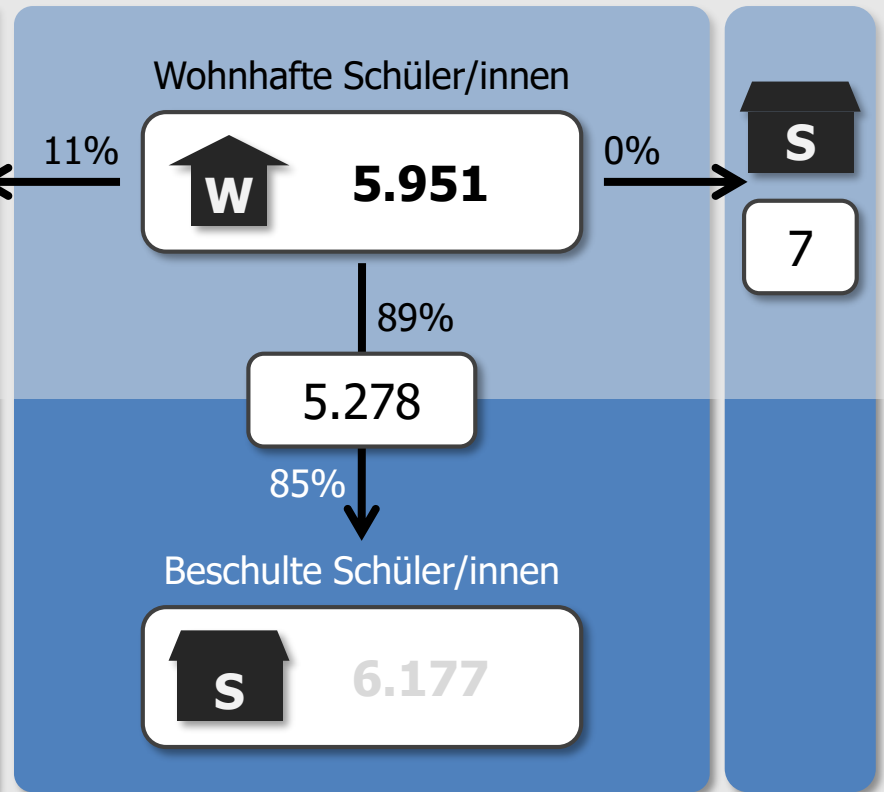 Wohnhafte Schüler/innen
11%
W
5.951
0%
S
7
89%
5.278
85%
Beschulte Schüler/innen
S
6.177